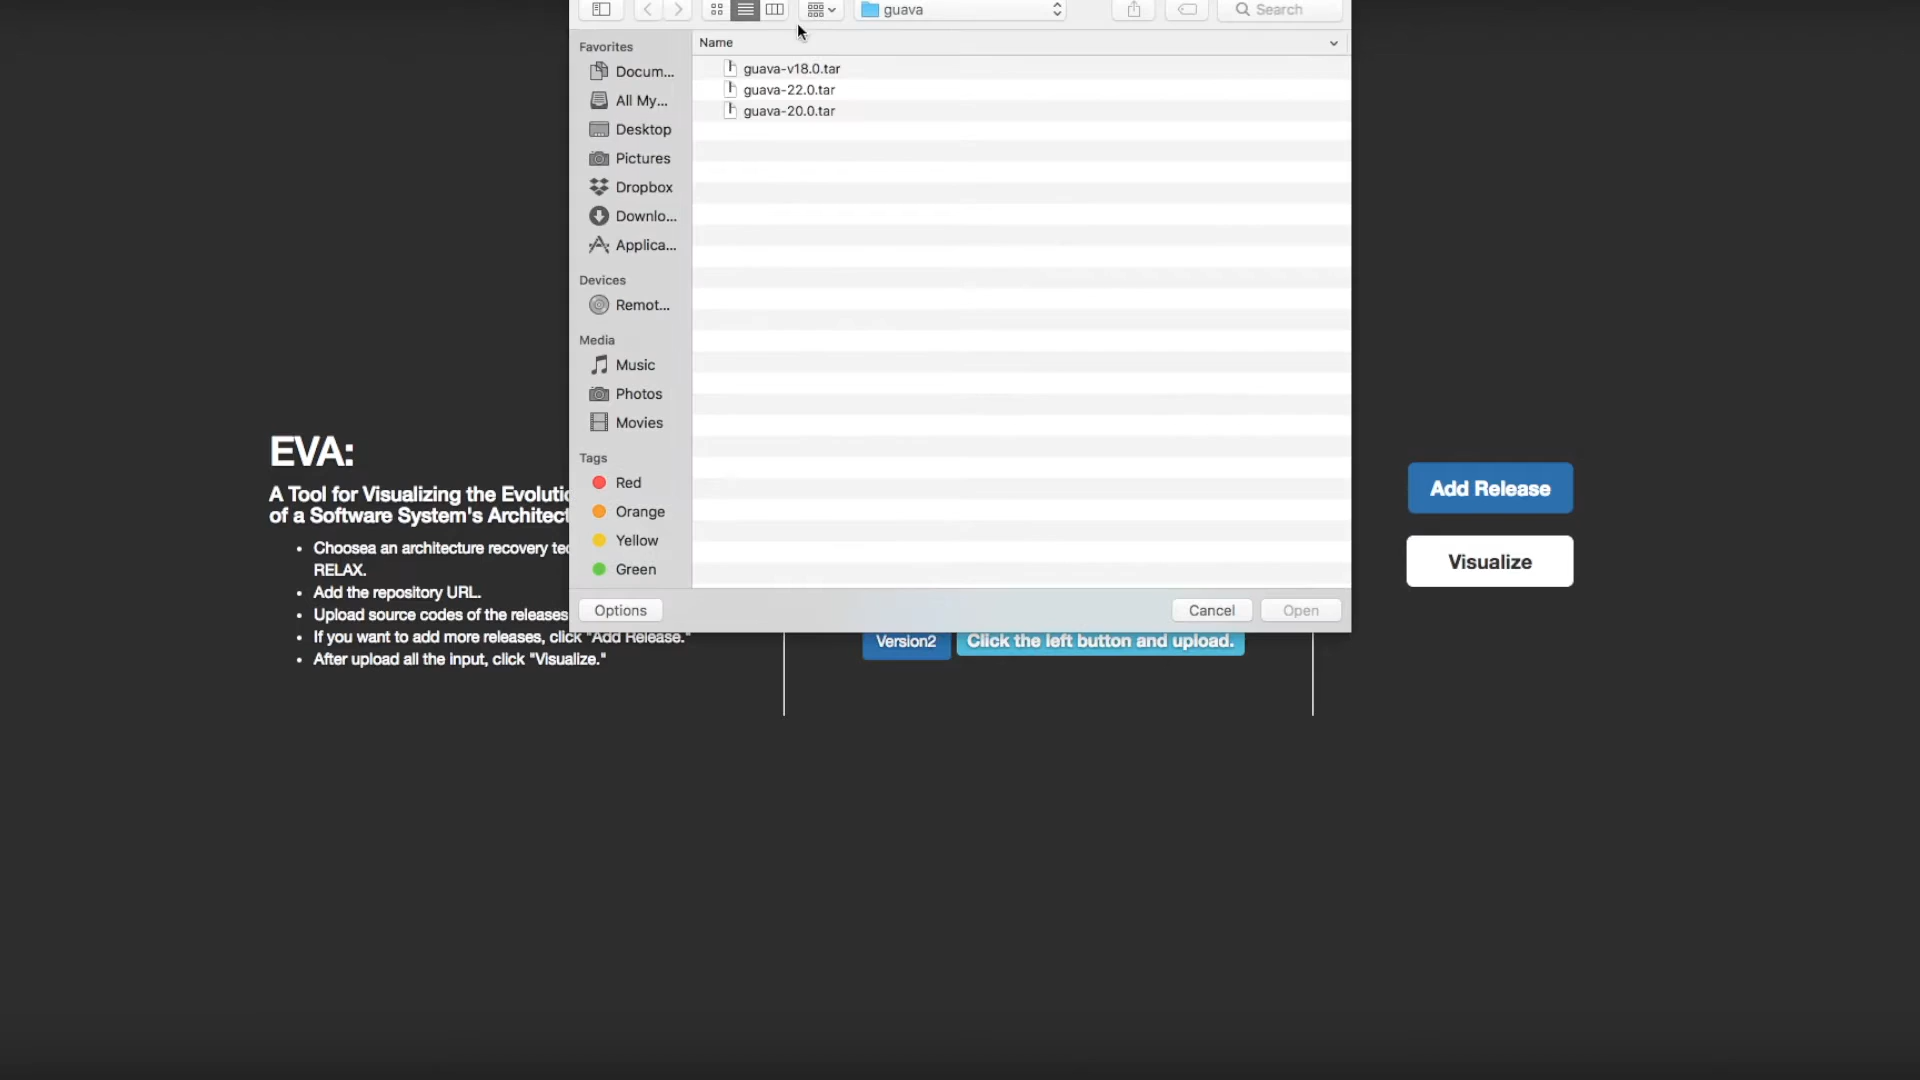 guava
Search
Favorites
Name
guava-v18.0.tar
Docum...
guava-22.0.tar
All My...
guava-20.0.tar
Desktop
Pictures
Dropbox
Downlo...
Applica...
Devices
Remot...
Media
Music
Photos
Movies
Tags
Red
Orange
Yellow
Green
Options
Cancel
Open
EVA:
A Tool for Visualizing the Evolutio
of a Software System's Architect
• Choosea an architecture recovery tec
RELAX.
• Add the repository URL.
• Upload source codes of the releases
• If you want to add more releases, click "Add Release."
• After upload all the input, click "Visualize."
Version2
Click the left button and upload.
Add Release
Visualize